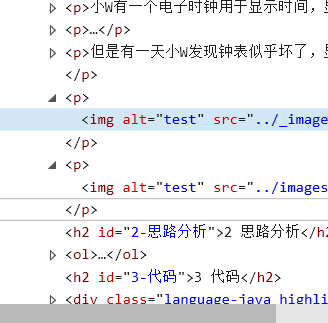 <p>小W有一个电子时钟用于显示时间，
<p>…</p>
<p>但是有一天小W发现钟表似乎坏了，
</p>
<p>
<img alt="test" src="../_image
</p>
<p>
<img alt="test" src="../images
</p>
<h2 id="2-思路分析">2 思路分析</h2
<ol>…</ol>
<h2 id="3-代码">3 代码</h2>
<div class="language-java highli